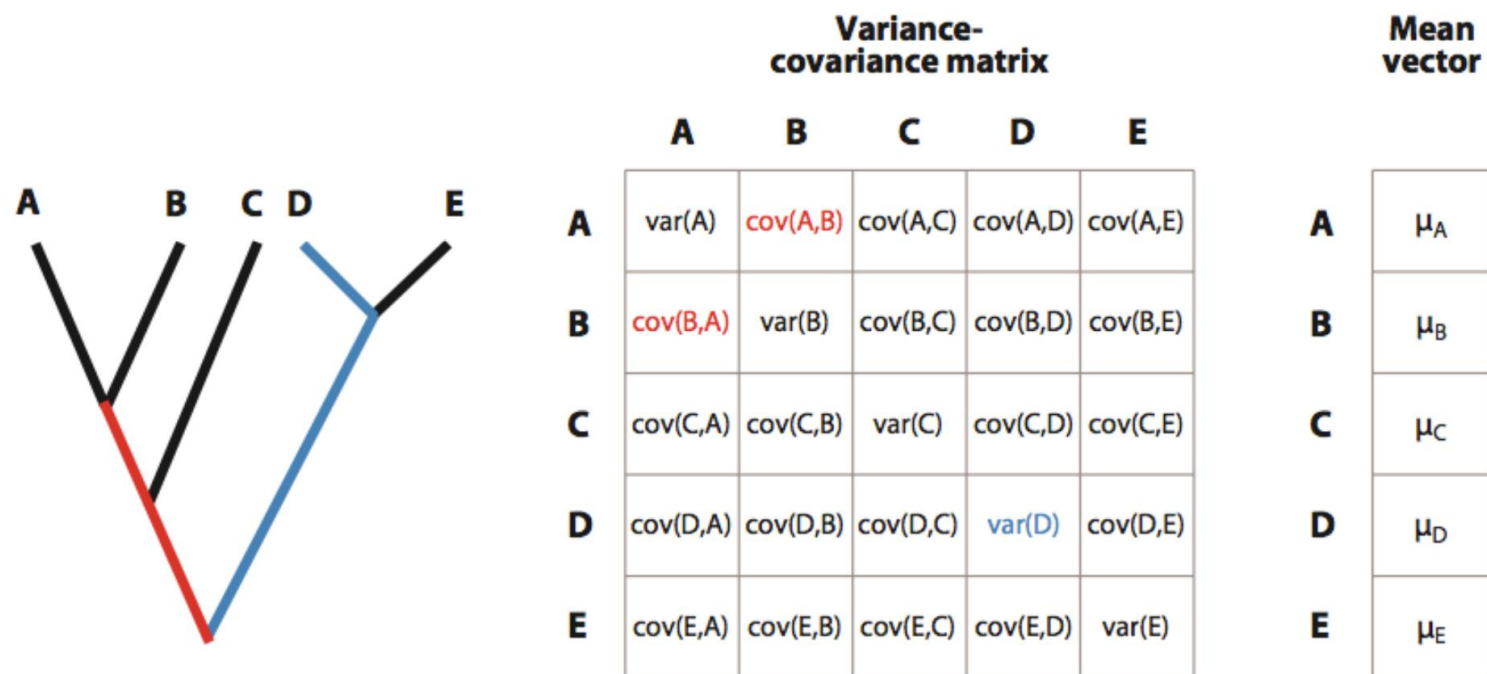 Variance-
covariance matrix
Mean
vector
A B C D E
A B C D E
A var(A) cov(A,B) cov(A,C) cov(A,D) cov(A,E) A μA
B cov(B,A) var(B) cov(B,C) cov(B,D) cov(B,E) B μB
C cov(C,A) cov(C,B) var(C) cov(C,D) cov(C,E) C μC
D cov(D,A) cov(D,B) cov(D,C) var(D) cov(D,E) D μD
E cov(E,A) cov(E,B) cov(E,C) cov(E,D) var(E) E μE